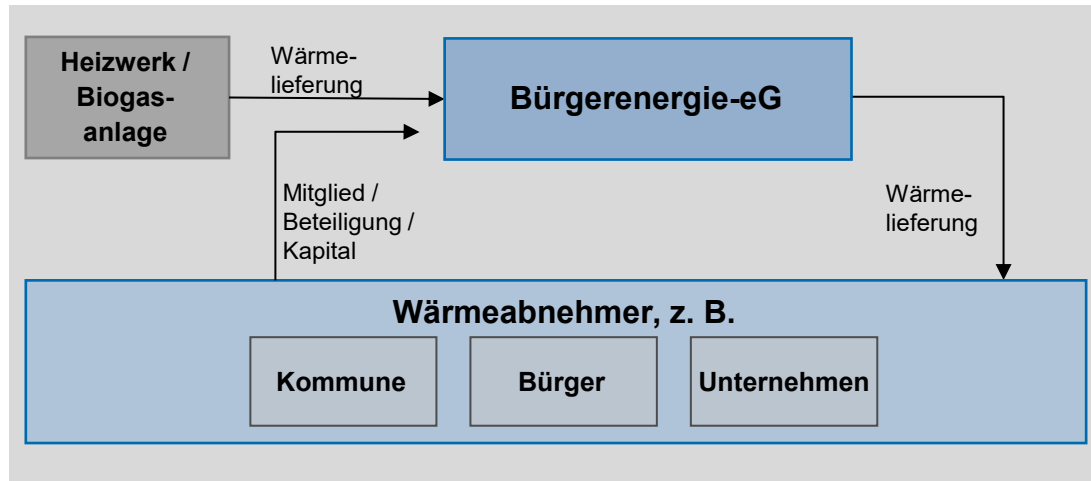 Heizwerk /
Biogas-
anlage
Wärme-
lieferung
Bürgerenergie-eG
Mitglied /
Beteiligung /
Kapital
Wärme-
lieferung
Wärmeabnehmer, z. B.
Kommune
Bürger
Unternehmen